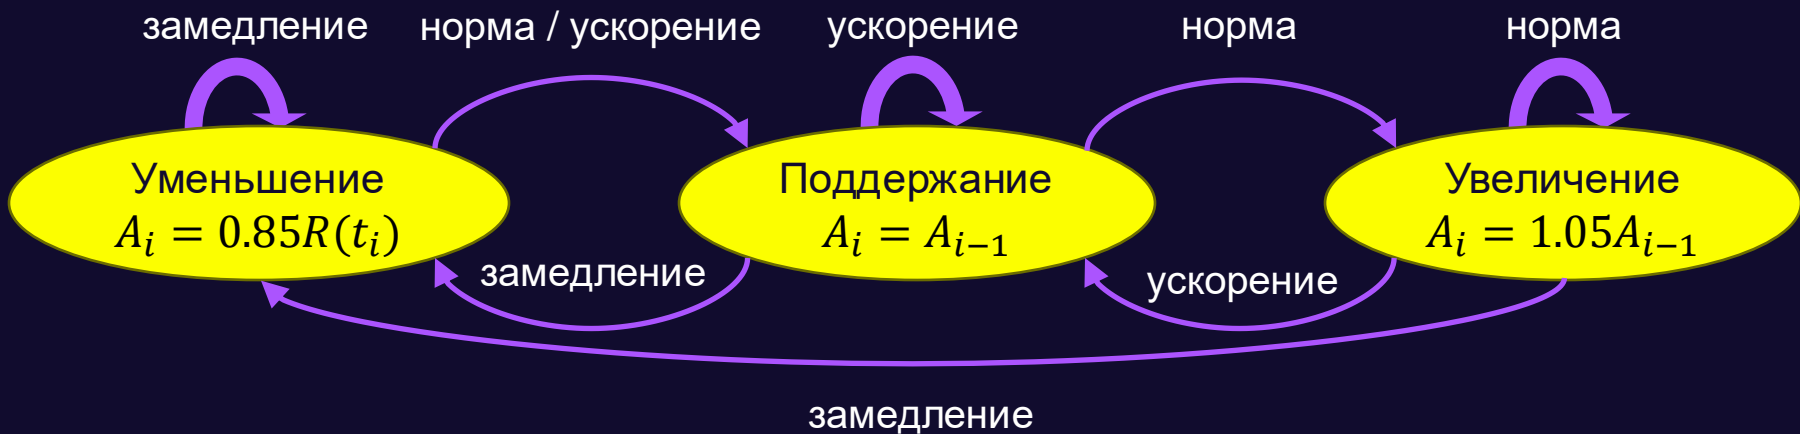 замедление
норма / ускорение
ускорение
норма
норма
Уменьшение
A_i = 0.85R(t_i)
Поддержание
A_i = A_{i−1}
Увеличение
A_i = 1.05A_{i−1}
замедление
ускорение
замедление